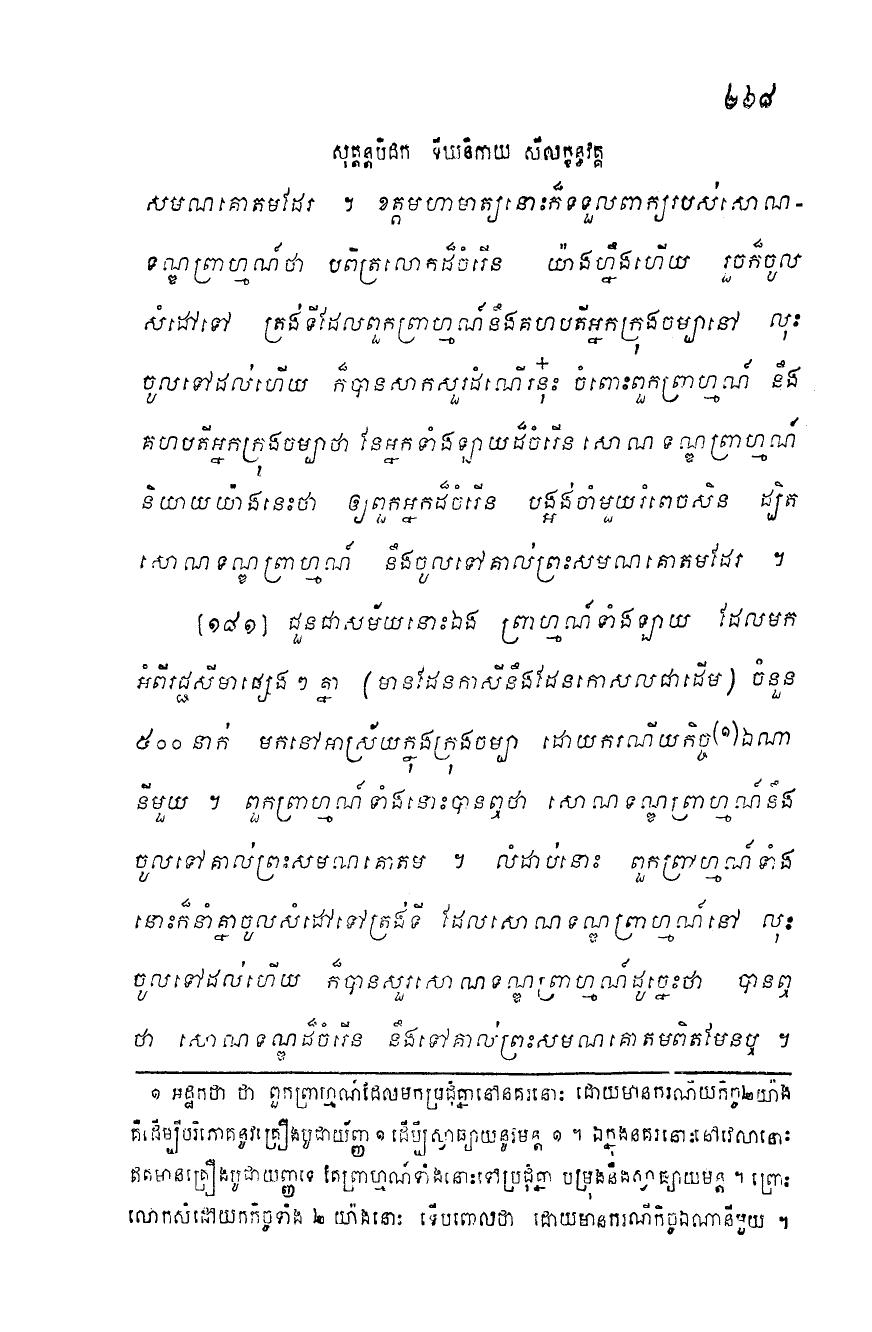 ២៦៨
សុត្តន្តបិដក ទីឃនិកាយ សីលក្ខន្ធវគ្គ
សមណគោតមដែរ ។ ខត្តមហាមាត្យនោះក៏ទទួលពាក្យរបស់សោណ-
ទណ្ឌព្រាហ្មណ៍ថា បពិត្រលោកដ៏ចំរើន យ៉ាងហ្នឹងហើយ រួចក៏ចូល
សំដៅទៅ ត្រង់ទីដែលពួកព្រាហ្មណ៍នឹងគហបតីអ្នកក្រុងចម្បានៅ លុះ
ចូលទៅដល់ហើយ ក៏បានសាកសួរដំណើរនុ៎ះ ចំពោះពួកព្រាហ្មណ៍ នឹង
គហបតីអ្នកក្រុងចម្បាថា នែអ្នកទាំងឡាយដ៏ចំរើន សោណទណ្ឌព្រាហ្មណ៍
និយាយយ៉ាងនេះថា ឲ្យពួកអ្នកដ៏ចំរើន បង្អង់ចាំមួយរំពេចសិន ដ្បិត
សោណទណ្ឌព្រាហ្មណ៍ នឹងចូលទៅគាល់ព្រះសមណគោតមដែរ ។
[១៨១] ជួនជាសម័យនោះឯង ព្រាហ្មណ៍ទាំងឡាយ ដែលមក
អំពីរដ្ឋសីមាផ្សេងៗ គ្នា (មានដែនកាសីនឹងដែនកោសលជាដើម) ចំនួន
៥០០ នាក់ មកនៅអាស្រ័យក្នុងក្រុងចម្បា ដោយករណីយកិច្ច(១)ឯណា
នីមួយ ។ ពួកព្រាហ្មណ៍ទាំងនោះបានឮថា សោណទណ្ឌព្រាហ្មណ៍នឹង
ចូលទៅគាល់ព្រះសមណគោតម ។ លំដាប់នោះ ពួកព្រាហ្មណ៍ទាំង
នោះក៏នាំគ្នាចូលសំដៅទៅត្រង់ទី ដែលសោណទណ្ឌព្រាហ្មណ៍នៅ លុះ
ចូលទៅដល់ហើយ ក៏បានសួរសោណទណ្ឌព្រាហ្មណ៍ដូច្នេះថា បានឮ
ថា សោណទណ្ឌដ៏ចំរើន នឹងទៅគាល់ព្រះសមណគោតមពិតមែនឬ ។
១ អដ្ឋកថា ថា ពួកព្រាហ្មណ៍ដែលមកប្រជុំគ្នានៅនគរនោះ ដោយមានករណីយកិច្ច២យ៉ាង
គឺដើម្បីបរិភោគនូវគ្រឿងបូជាយ័ញ្ញ ១ ដើម្បីស្វាធ្យាយនូវមន្ត ១ ។ ឯក្នុងនគរនោះនៅវេលានោះ
ឥតមានគ្រឿងបូជាយញ្ញទេ តែព្រាហ្មណ៍ទាំងនោះទៅប្រជុំគ្នា បម្រុងនឹងស្វាធ្យាយមន្ត ។ ព្រោះ
លោកសំដៅយកកិច្ចទាំង ២ យ៉ាងនោះ ទើបពោលថា ដោយមានករណីកិច្ចឯណានីមួយ ។